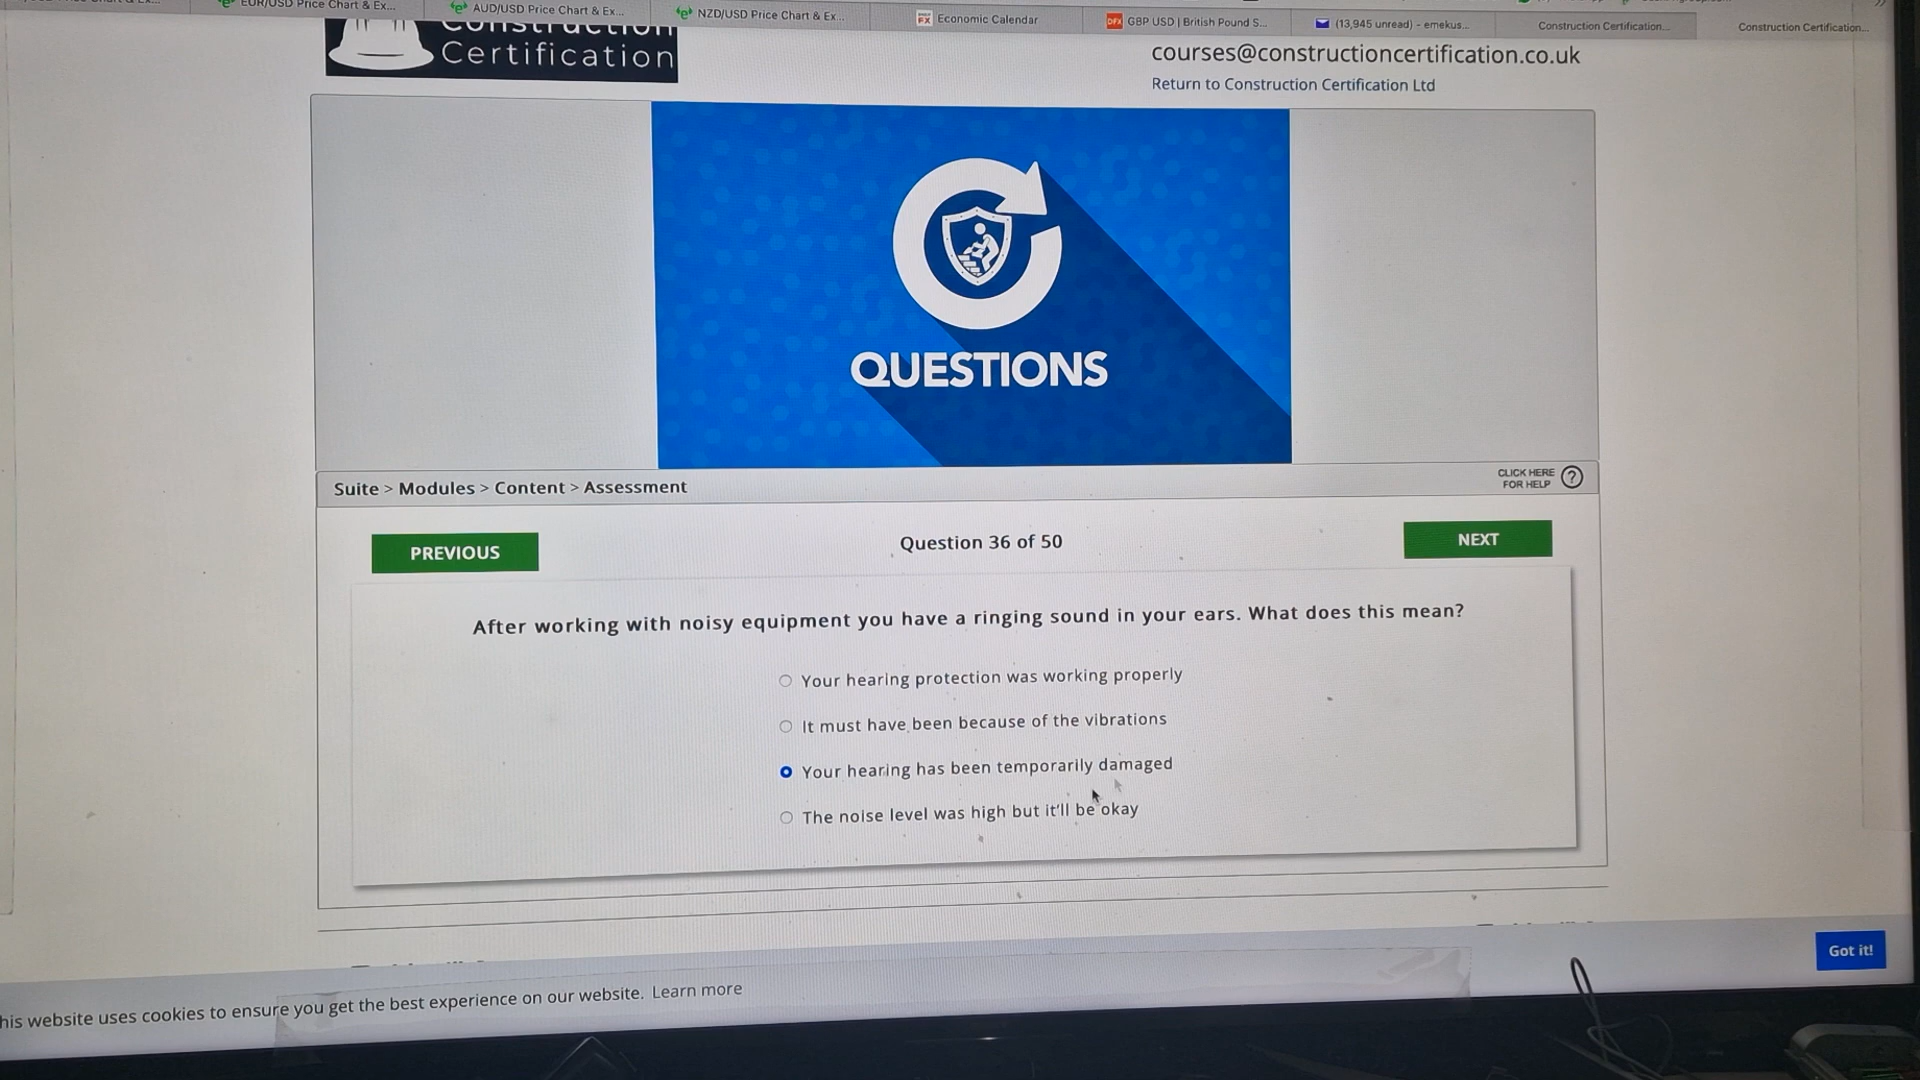 EUR/USD Price Chart & Ex...
AUD/USD Price Chart & Ex...
NZD/USD Price Chart & Ex...
Economic Calendar
GBP USD | British Pound S...
(13,945 unread) - emekus...
Construction Certification...
Construction Certification...
Construction
Certification
courses@constructioncertification.co.uk
Return to Construction Certification Ltd
QUESTIONS
Suite > Modules > Content > Assessment
CLICK HERE
FOR HELP ?
PREVIOUS
Question 36 of 50
NEXT
After working with noisy equipment you have a ringing sound in your ears. What does this mean?
Your hearing protection was working properly
It must have been because of the vibrations
Your hearing has been temporarily damaged
The noise level was high but it'll be okay
Got it!
his website uses cookies to ensure you get the best experience on our website. Learn more